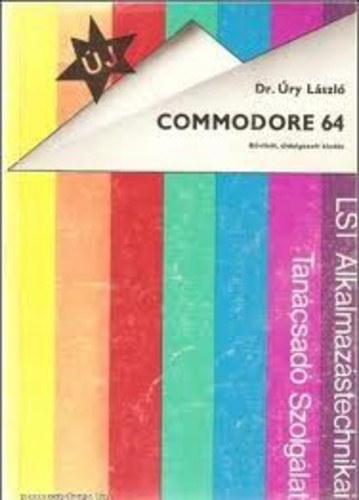 ÚJ
Dr. Úry László
COMMODORE 64
Bővített, átdolgozott kiadás
LSI Alkalmazástechnikai
Tanácsadó Szolgálat